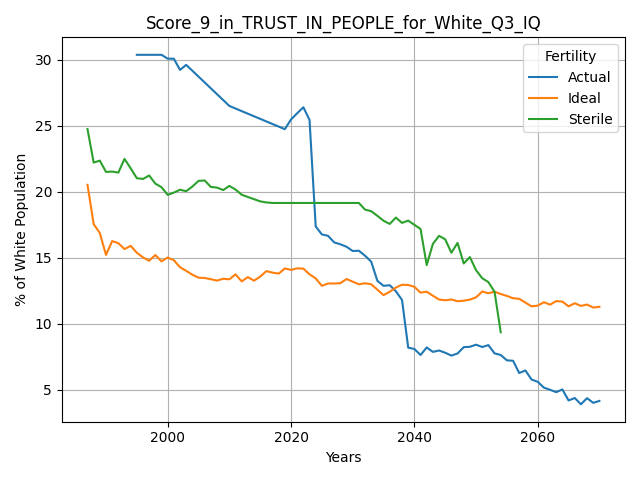 Score_9_in_TRUST_IN_PEOPLE_for_White_Q3_IQ
% of White Population
30
25
20
15
10
5
Fertility
Actual
Ideal
Sterile
2000
2020
2040
2060
Years